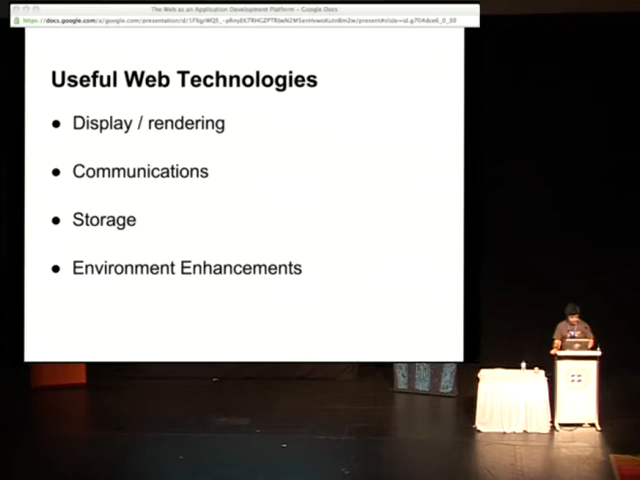 The Web as an Application Development Platform - Google Docs
Useful Web Technologies
● Display / rendering
● Communications
● Storage
● Environment Enhancements